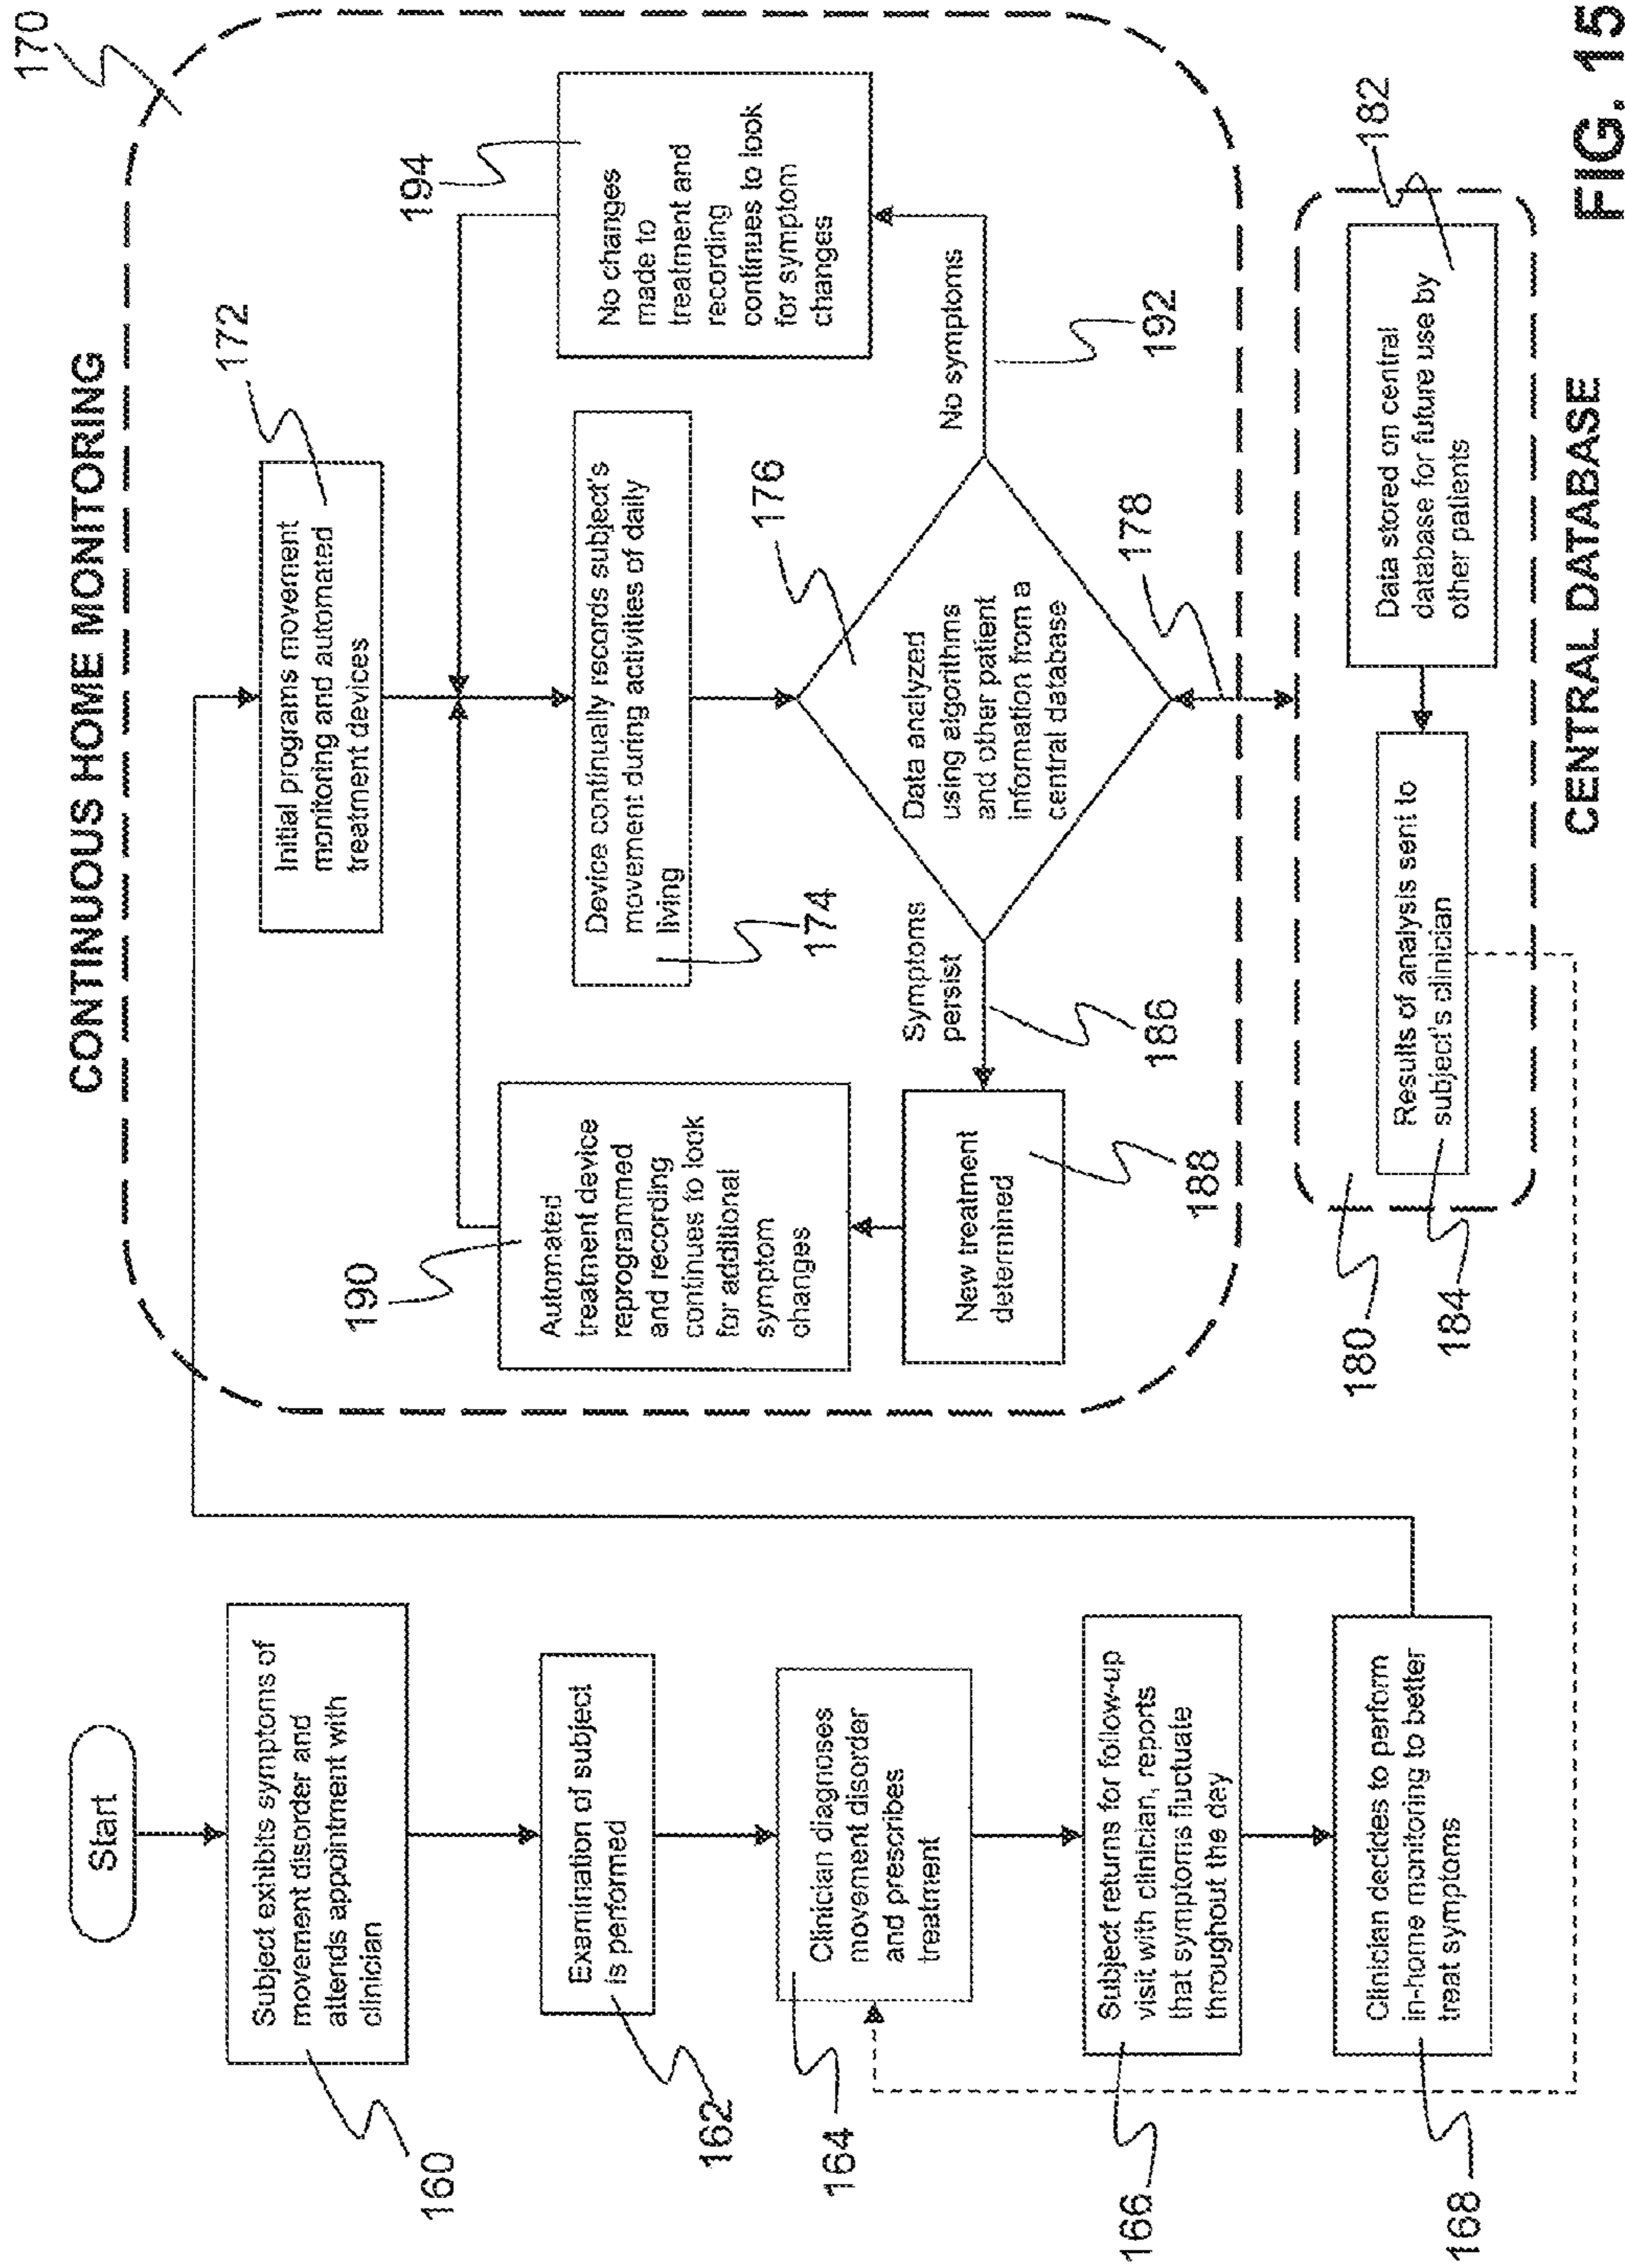 Start
Subject exhibits symptoms of
movement disorder and
attends appointment with
clinician
160
Examination of subject
is performed
162
Clinician diagnoses
movement disorder
and prescribes
treatment
164
Subject returns for follow-up
visit with clinician, reports
that symptoms fluctuate
throughout the day
166
Clinician decides to perform
in-home monitoring to better
treat symptoms
168
CONTINUOUS HOME MONITORING
170
Initial programs movement
monitoring and automated
treatment devices
172
Device continually records subject's
movement during activities of daily
living
174
Data analyzed
using algorithms
and other patient
information from a
central database
176
178
Symptoms
persist
186
New treatment
determined
188
Automated
treatment device
reprogrammed
and recording
continues to look
for additional
symptom
changes
190
No symptoms
192
No changes
made to
treatment and
recording
continues to look
for symptom
changes
194
Results of analysis sent to
subject's clinician
180
184
Data stored on central
database for future use by
other patients
182
CENTRAL DATABASE
FIG. 15